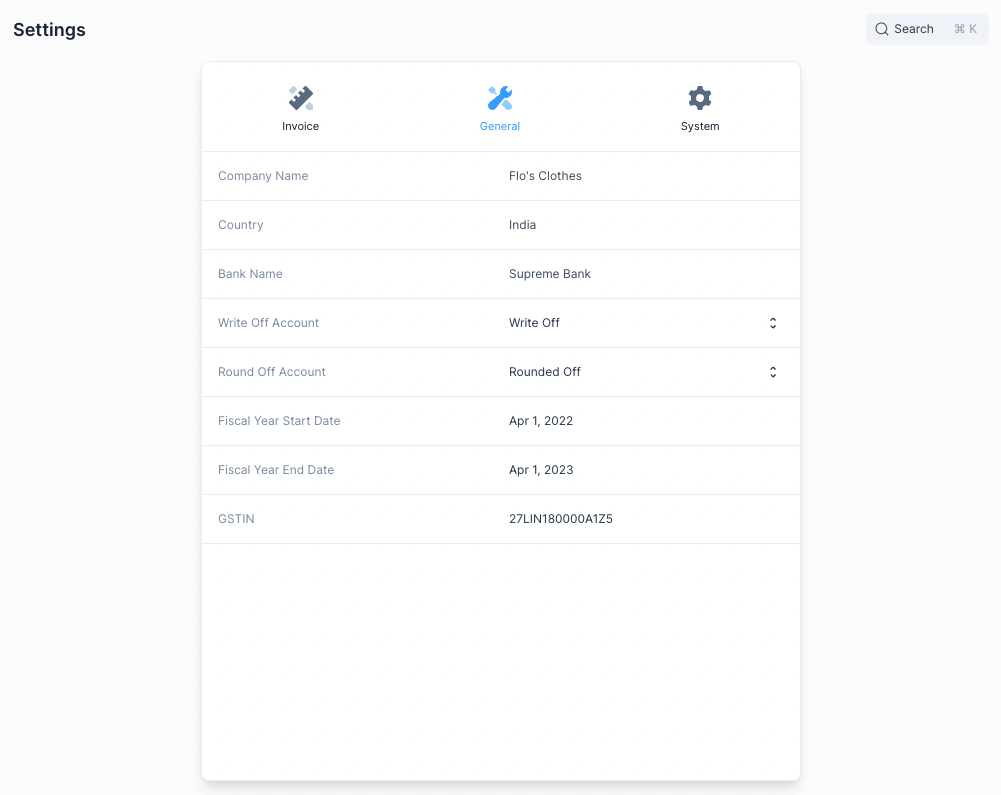 Settings
Search ⌘ K
Invoice
General
System
Company Name Flo's Clothes
Country India
Bank Name Supreme Bank
Write Off Account Write Off
Round Off Account Rounded Off
Fiscal Year Start Date Apr 1, 2022
Fiscal Year End Date Apr 1, 2023
GSTIN 27LIN180000A1Z5